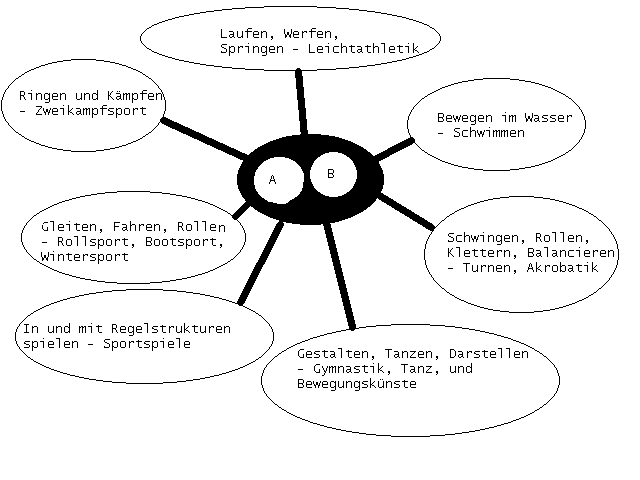 Laufen, Werfen,
Springen - Leichtathletik
Ringen und Kämpfen
- Zweikampfsport
Bewegen im Wasser
- Schwimmen
A
B
Gleiten, Fahren, Rollen
- Rollsport, Bootsport,
Wintersport
Schwingen, Rollen,
Klettern, Balancieren
- Turnen, Akrobatik
In und mit Regelstrukturen
spielen - Sportspiele
Gestalten, Tanzen, Darstellen
- Gymnastik, Tanz, und
Bewegungskünste